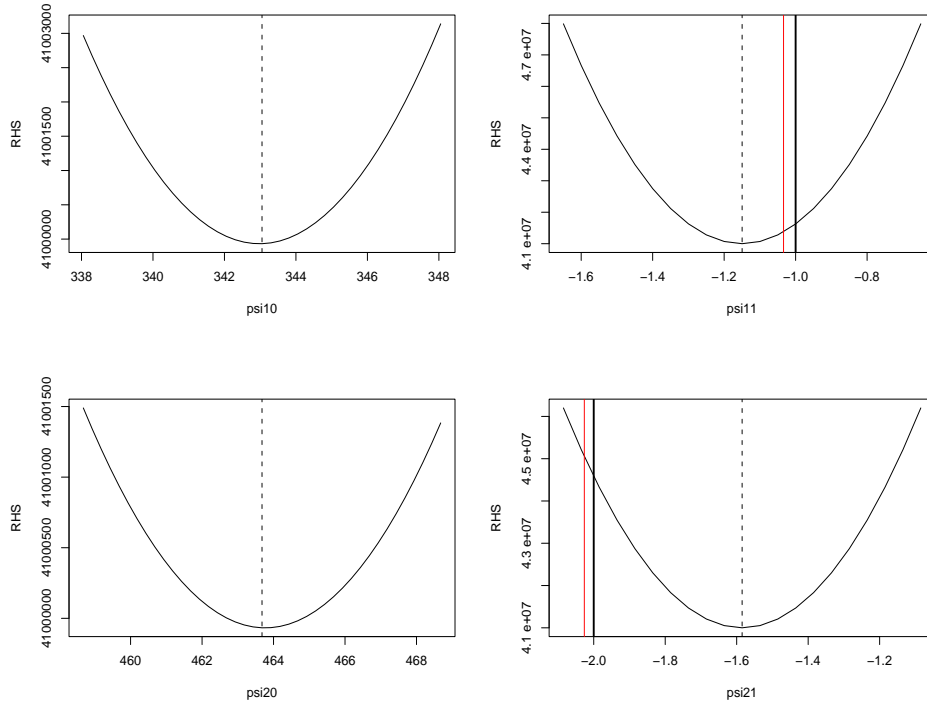 41000000 41001500 41003000
RHS
338 340 342 344 346 348
psi10
4.1 e+07 4.4 e+07 4.7 e+07
RHS
−1.6 −1.4 −1.2 −1.0 −0.8
psi11
41000000 41000500 41001000 41001500
RHS
460 462 464 466 468
psi20
4.1 e+07 4.3 e+07 4.5 e+07
RHS
−2.0 −1.8 −1.6 −1.4 −1.2
psi21